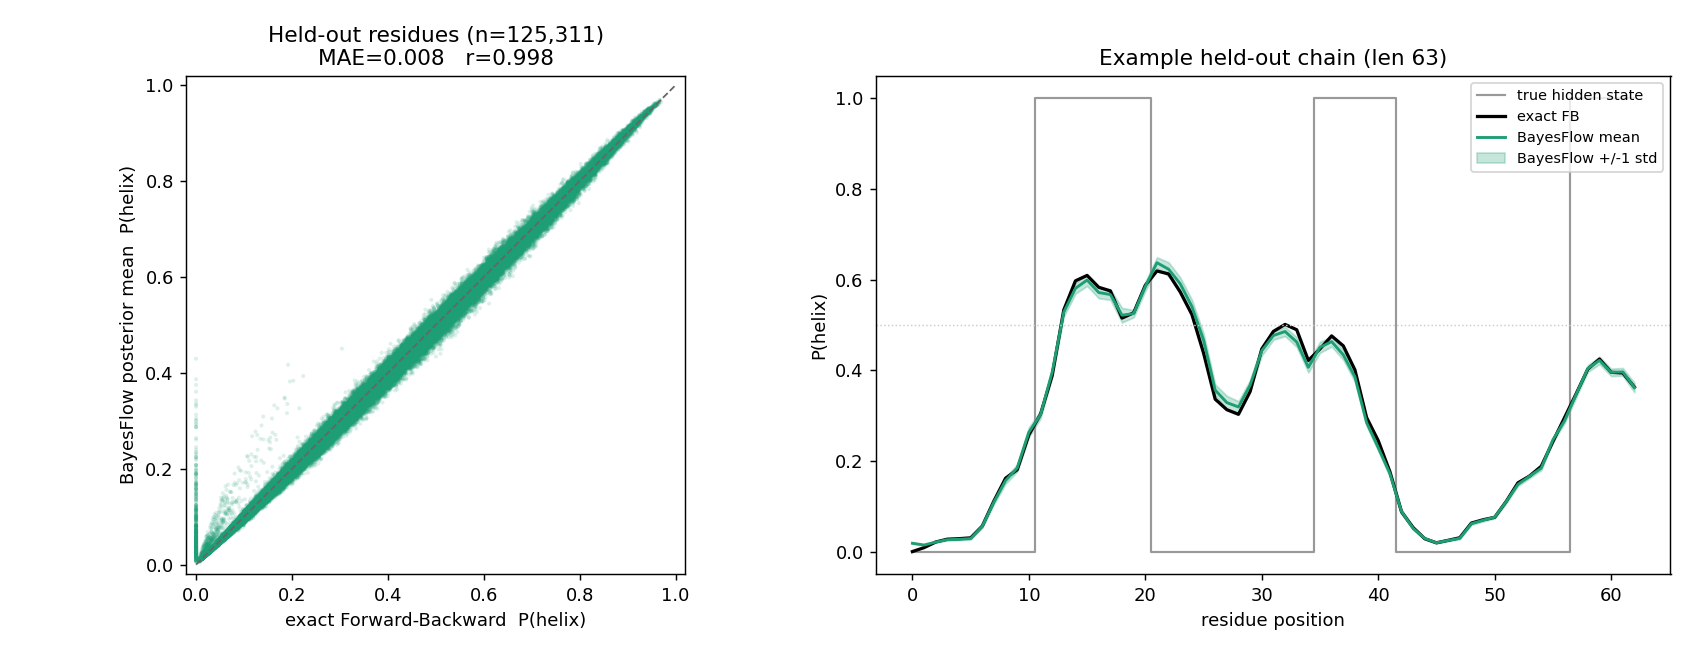 Held-out residues (n=125,311)
MAE=0.008   r=0.998
BayesFlow posterior mean  P(helix)
1.0
0.8
0.6
0.4
0.2
0.0
0.0 0.2 0.4 0.6 0.8 1.0
exact Forward-Backward  P(helix)
Example held-out chain (len 63)
P(helix)
1.0
0.8
0.6
0.4
0.2
0.0
true hidden state
exact FB
BayesFlow mean
BayesFlow +/-1 std
0 10 20 30 40 50 60
residue position